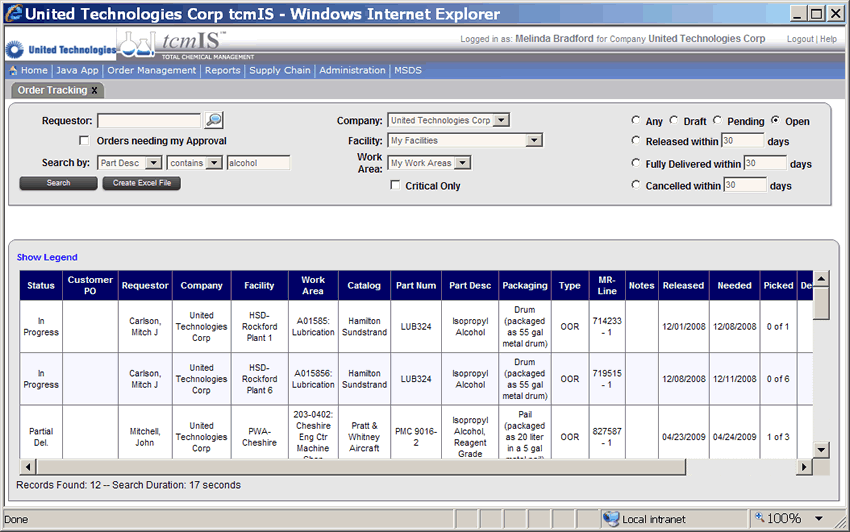 United Technologies Corp tcmIS - Windows Internet Explorer
United Technologies
tcmIS™
TOTAL CHEMICAL MANAGEMENT
Logged in as: Melinda Bradford for Company United Technologies Corp
Logout | Help
Home | Java App | Order Management | Reports | Supply Chain | Administration | MSDS
Order Tracking x
Requestor:
Company: United Technologies Corp
Any Draft Pending Open
Orders needing my Approval
Facility: My Facilities
Released within 30 days
Search by: Part Desc contains alcohol
Work Area: My Work Areas
Fully Delivered within 30 days
Search Create Excel File
Critical Only
Cancelled within 30 days
Show Legend
Status Customer PO Requestor Company Facility Work Area Catalog Part Num Part Desc Packaging Type MR-Line Notes Released Needed Picked De
In Progress Carlson, Mitch J United Technologies Corp HSD-Rockford Plant 1 A01585: Lubrication Hamilton Sundstrand LUB324 Isopropyl Alcohol Drum (packaged as 55 gal metal drum) OOR 714233 - 1 12/01/2008 12/08/2008 0 of 1
In Progress Carlson, Mitch J United Technologies Corp HSD-Rockford Plant 6 A015856: Lubrication Hamilton Sundstrand LUB324 Isopropyl Alcohol Drum (packaged as 55 gal metal drum) OOR 719515 - 1 12/08/2008 12/11/2008 0 of 6
Partial Del. Mitchell, John United Technologies Corp PWA-Cheshire 203-0402: Cheshire Eng Ctr Machine Shop Pratt & Whitney Aircraft PMC 9016-2 Isopropyl Alcohol, Reagent Grade Pail (packaged as 20 liter in a 5 gal metal pail) OOR 827587 - 1 04/23/2009 04/24/2009 1 of 3
Records Found: 12 -- Search Duration: 17 seconds
Done
Local intranet
100%